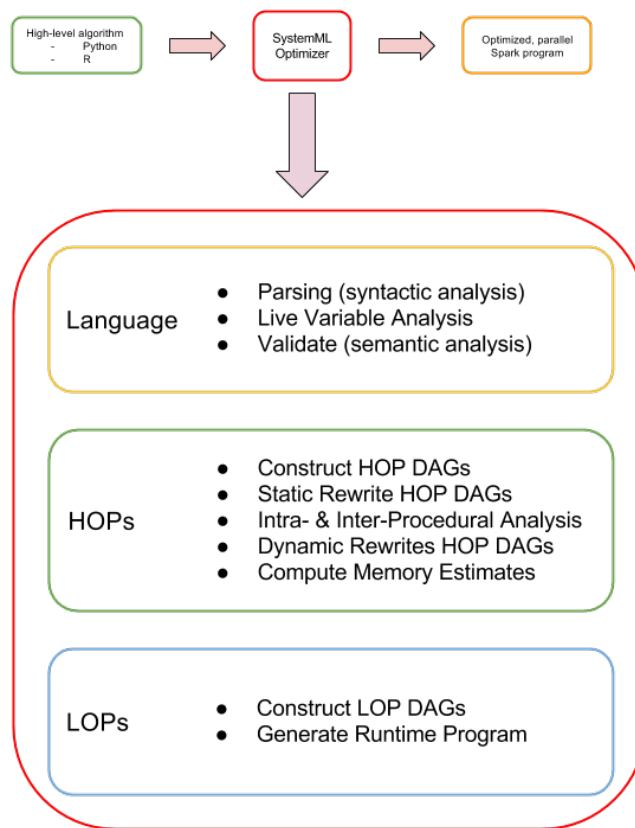 High-level algorithm
- Python
- R
SystemML
Optimizer
Optimized, parallel
Spark program
Language
● Parsing (syntactic analysis)
● Live Variable Analysis
● Validate (semantic analysis)
HOPs
● Construct HOP DAGs
● Static Rewrite HOP DAGs
● Intra- & Inter-Procedural Analysis
● Dynamic Rewrites HOP DAGs
● Compute Memory Estimates
LOPs
● Construct LOP DAGs
● Generate Runtime Program